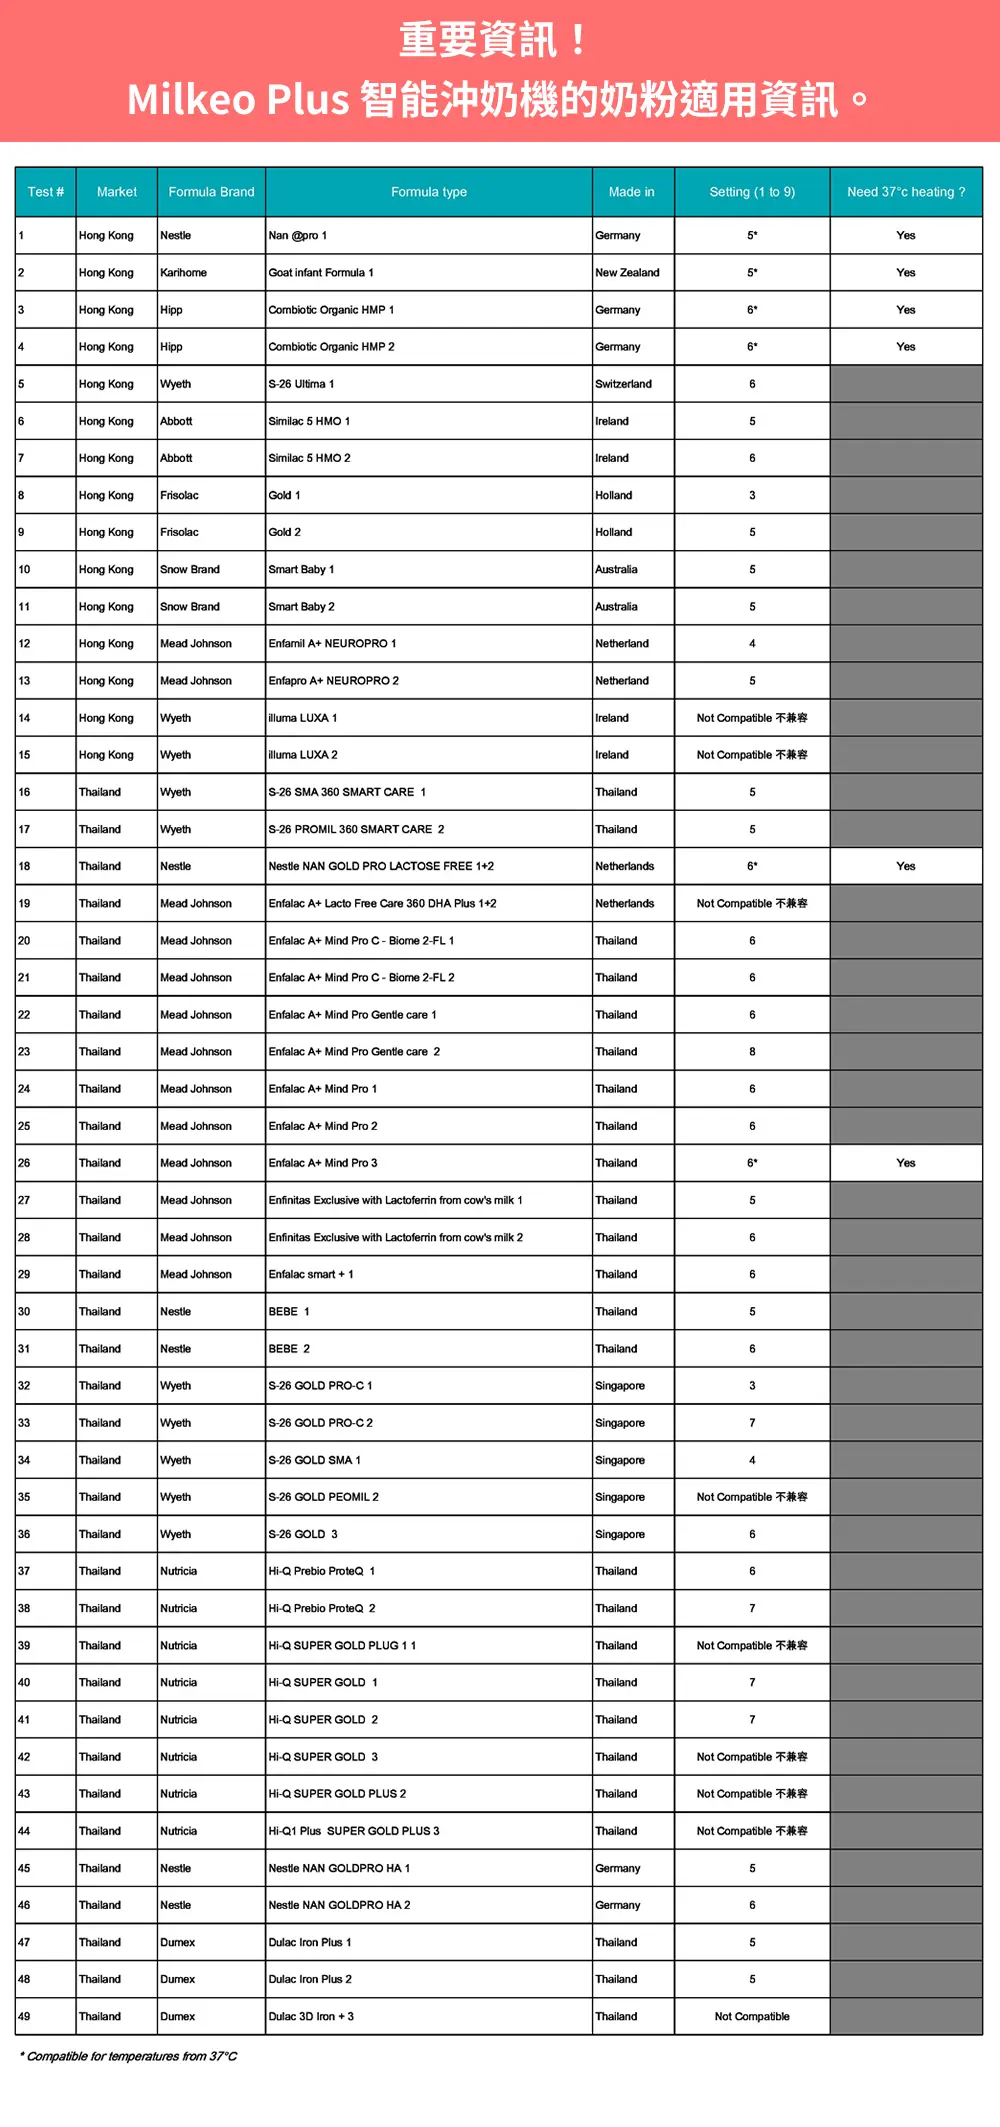 重要資訊！
Milkeo Plus 智能沖奶機的奶粉適用資訊。
Test # Market Formula Brand Formula type Made in Setting (1 to 9) Need 37°c heating ?
1 Hong Kong Nestle Nan @pro 1 Germany 5* Yes
2 Hong Kong Karihome Goat infant Formula 1 New Zealand 5* Yes
3 Hong Kong Hipp Combiotic Organic HMP 1 Germany 6* Yes
4 Hong Kong Hipp Combiotic Organic HMP 2 Germany 6* Yes
5 Hong Kong Wyeth S-26 Ultima 1 Switzerland 6
6 Hong Kong Abbott Similac 5 HMO 1 Ireland 5
7 Hong Kong Abbott Similac 5 HMO 2 Ireland 6
8 Hong Kong Frisolac Gold 1 Holland 3
9 Hong Kong Frisolac Gold 2 Holland 5
10 Hong Kong Snow Brand Smart Baby 1 Australia 5
11 Hong Kong Snow Brand Smart Baby 2 Australia 5
12 Hong Kong Mead Johnson Enfamil A+ NEUROPRO 1 Netherland 4
13 Hong Kong Mead Johnson Enfapro A+ NEUROPRO 2 Netherland 5
14 Hong Kong Wyeth illuma LUXA 1 Ireland Not Compatible 不兼容
15 Hong Kong Wyeth illuma LUXA 2 Ireland Not Compatible 不兼容
16 Thailand Wyeth S-26 SMA 360 SMART CARE 1 Thailand 5
17 Thailand Wyeth S-26 PROMIL 360 SMART CARE 2 Thailand 5
18 Thailand Nestle Nestle NAN GOLD PRO LACTOSE FREE 1+2 Netherlands 6* Yes
19 Thailand Mead Johnson Enfalac A+ Lacto Free Care 360 DHA Plus 1+2 Netherlands Not Compatible 不兼容
20 Thailand Mead Johnson Enfalac A+ Mind Pro C - Biome 2-FL 1 Thailand 6
21 Thailand Mead Johnson Enfalac A+ Mind Pro C - Biome 2-FL 2 Thailand 6
22 Thailand Mead Johnson Enfalac A+ Mind Pro Gentle care 1 Thailand 6
23 Thailand Mead Johnson Enfalac A+ Mind Pro Gentle care 2 Thailand 8
24 Thailand Mead Johnson Enfalac A+ Mind Pro 1 Thailand 6
25 Thailand Mead Johnson Enfalac A+ Mind Pro 2 Thailand 6
26 Thailand Mead Johnson Enfalac A+ Mind Pro 3 Thailand 6* Yes
27 Thailand Mead Johnson Enfinitas Exclusive with Lactoferrin from cow's milk 1 Thailand 5
28 Thailand Mead Johnson Enfinitas Exclusive with Lactoferrin from cow's milk 2 Thailand 6
29 Thailand Mead Johnson Enfalac smart + 1 Thailand 6
30 Thailand Nestle BEBE 1 Thailand 5
31 Thailand Nestle BEBE 2 Thailand 6
32 Thailand Wyeth S-26 GOLD PRO-C 1 Singapore 3
33 Thailand Wyeth S-26 GOLD PRO-C 2 Singapore 7
34 Thailand Wyeth S-26 GOLD SMA 1 Singapore 4
35 Thailand Wyeth S-26 GOLD PEOMIL 2 Singapore Not Compatible 不兼容
36 Thailand Wyeth S-26 GOLD 3 Singapore 6
37 Thailand Nutricia Hi-Q Prebio ProteQ 1 Thailand 6
38 Thailand Nutricia Hi-Q Prebio ProteQ 2 Thailand 7
39 Thailand Nutricia Hi-Q SUPER GOLD PLUG 1 1 Thailand Not Compatible 不兼容
40 Thailand Nutricia Hi-Q SUPER GOLD 1 Thailand 7
41 Thailand Nutricia Hi-Q SUPER GOLD 2 Thailand 7
42 Thailand Nutricia Hi-Q SUPER GOLD 3 Thailand Not Compatible 不兼容
43 Thailand Nutricia Hi-Q SUPER GOLD PLUS 2 Thailand Not Compatible 不兼容
44 Thailand Nutricia Hi-Q1 Plus SUPER GOLD PLUS 3 Thailand Not Compatible 不兼容
45 Thailand Nestle Nestle NAN GOLDPRO HA 1 Germany 5
46 Thailand Nestle Nestle NAN GOLDPRO HA 2 Germany 6
47 Thailand Dumex Dulac Iron Plus 1 Thailand 5
48 Thailand Dumex Dulac Iron Plus 2 Thailand 5
49 Thailand Dumex Dulac 3D Iron + 3 Thailand Not Compatible
* Compatible for temperatures from 37°C